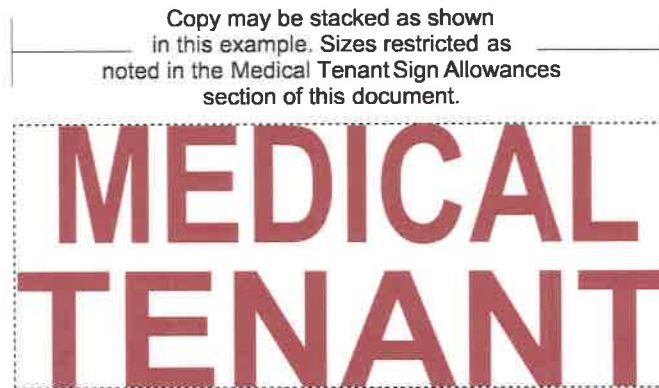 Copy may be stacked as shown
in this example. Sizes restricted as
noted in the Medical Tenant Sign Allowances
section of this document.
MEDICAL
TENANT